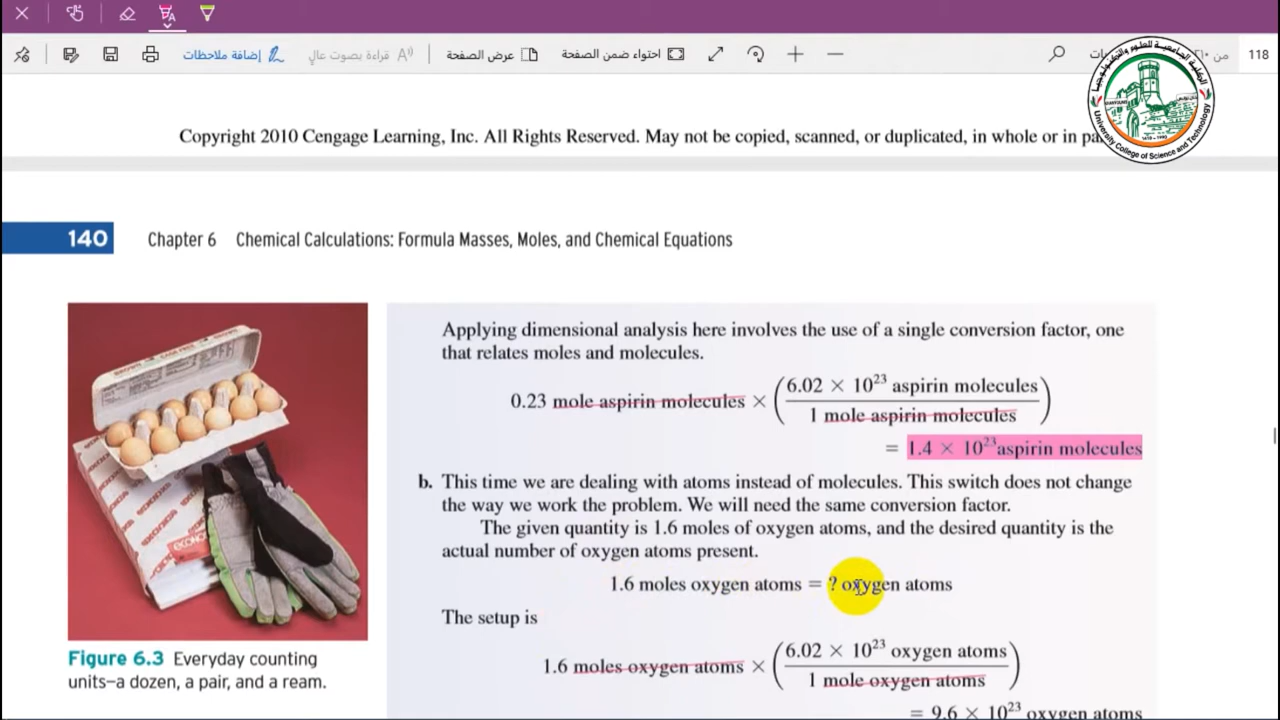 إضافة ملاحظات
قراءة بصوت عالٍ
عرض الصفحة
احتواء ضمن الصفحة
من
118
University College of Science and Technology
Copyright 2010 Cengage Learning, Inc. All Rights Reserved. May not be copied, scanned, or duplicated, in whole or in pa
140 Chapter 6 Chemical Calculations: Formula Masses, Moles, and Chemical Equations
Applying dimensional analysis here involves the use of a single conversion factor, one
that relates moles and molecules.
0.23 mole aspirin molecules × (6.02 × 10²³ aspirin molecules
1 mole aspirin molecules)
= 1.4 × 10²³ aspirin molecules
b. This time we are dealing with atoms instead of molecules. This switch does not change
the way we work the problem. We will need the same conversion factor.
The given quantity is 1.6 moles of oxygen atoms, and the desired quantity is the
actual number of oxygen atoms present.
1.6 moles oxygen atoms = ? oxygen atoms
The setup is
1.6 moles oxygen atoms × (6.02 × 10²³ oxygen atoms
1 mole oxygen atoms)
= 9.6 × 10²³ oxygen atoms
Figure 6.3 Everyday counting
units—a dozen, a pair, and a ream.